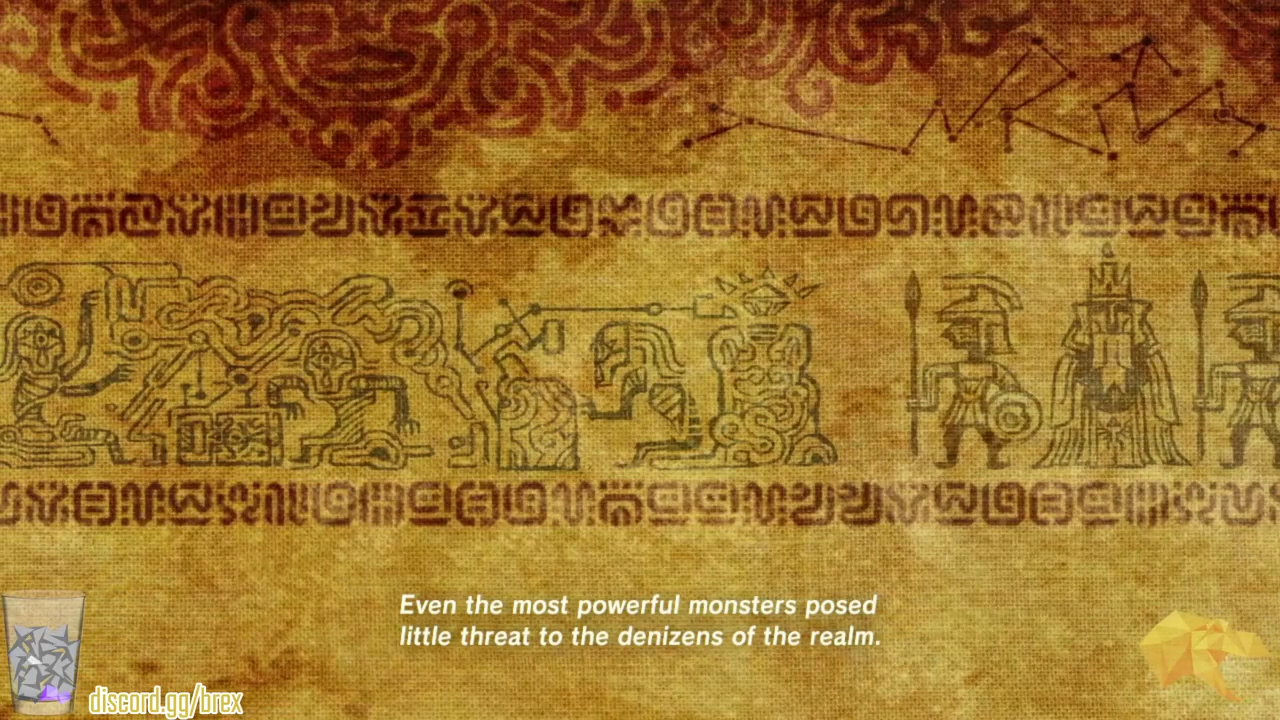 Even the most powerful monsters posed
little threat to the denizens of the realm.
discord.gg/brex